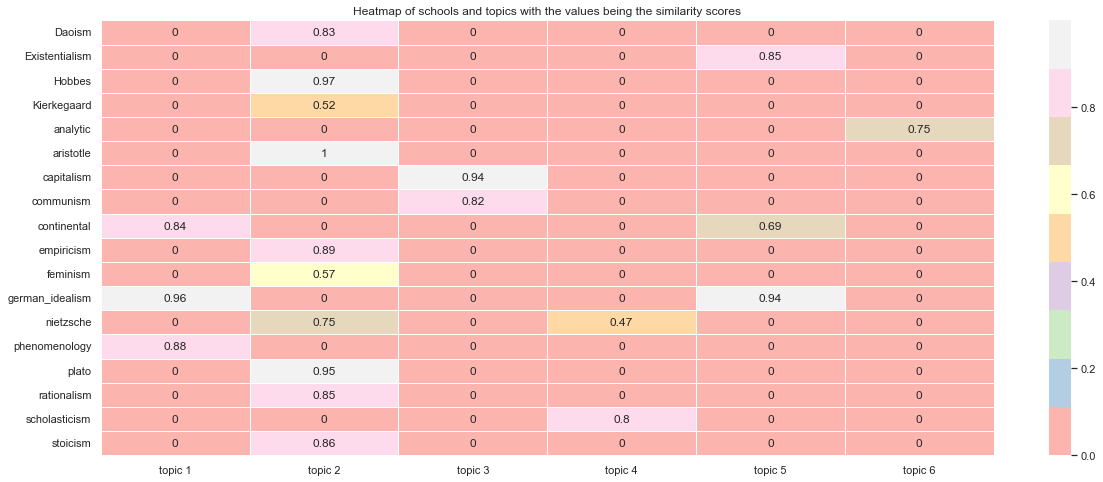 Heatmap of schools and topics with the values being the similarity scores
Daoism 0 0.83 0 0 0 0
Existentialism 0 0 0 0 0.85 0
Hobbes 0 0.97 0 0 0 0
Kierkegaard 0 0.52 0 0 0 0
analytic 0 0 0 0 0 0.75
aristotle 0 1 0 0 0 0
capitalism 0 0 0.94 0 0 0
communism 0 0 0.82 0 0 0
continental 0.84 0 0 0 0.69 0
empiricism 0 0.89 0 0 0 0
feminism 0 0.57 0 0 0 0
german_idealism 0.96 0 0 0 0.94 0
nietzsche 0 0.75 0 0.47 0 0
phenomenology 0.88 0 0 0 0 0
plato 0 0.95 0 0 0 0
rationalism 0 0.85 0 0 0 0
scholasticism 0 0 0 0.8 0 0
stoicism 0 0.86 0 0 0 0
topic 1 topic 2 topic 3 topic 4 topic 5 topic 6
0.8
0.6
0.4
0.2
0.0